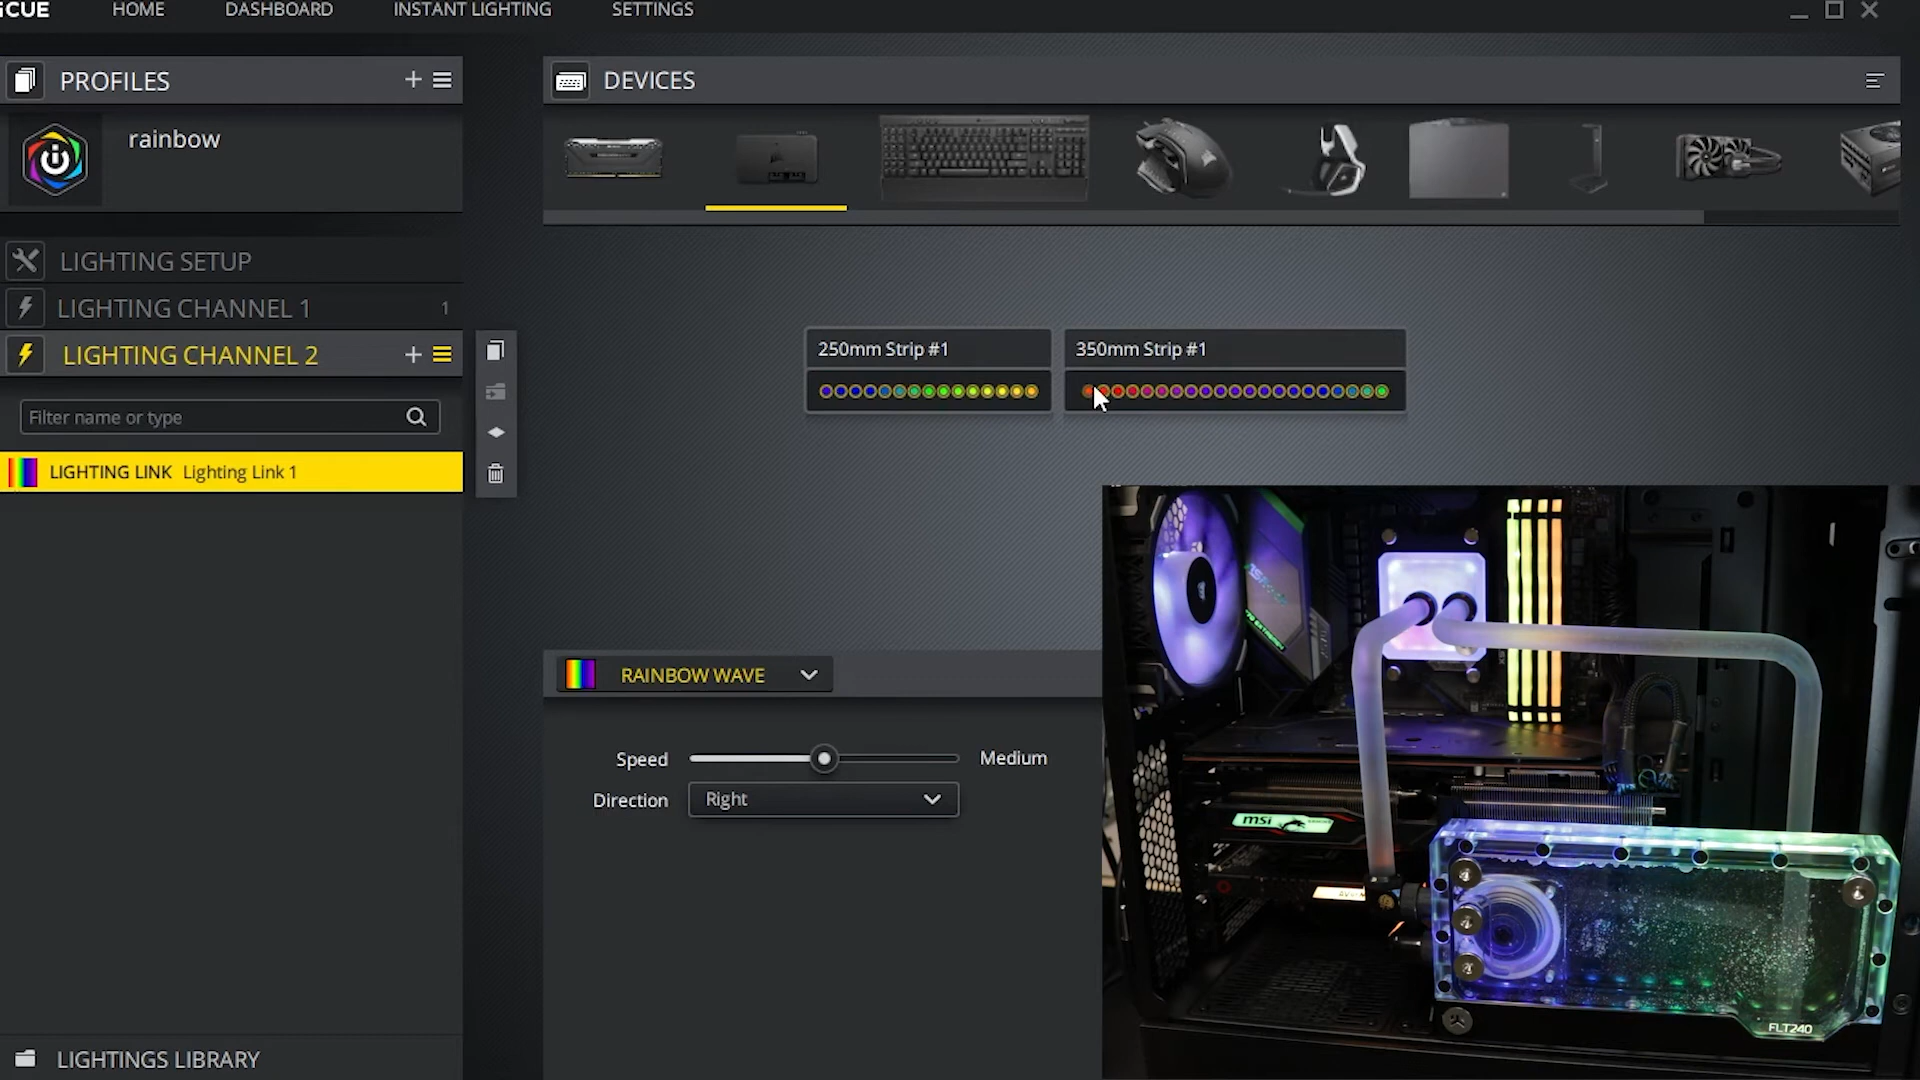 iCUE
HOME
DASHBOARD
INSTANT LIGHTING
SETTINGS
PROFILES
DEVICES
rainbow
LIGHTING SETUP
LIGHTING CHANNEL 1
1
LIGHTING CHANNEL 2
250mm Strip #1
350mm Strip #1
Filter name or type
LIGHTING LINK Lighting Link 1
RAINBOW WAVE
Speed
Medium
Direction
Right
msi
FLT240
LIGHTINGS LIBRARY